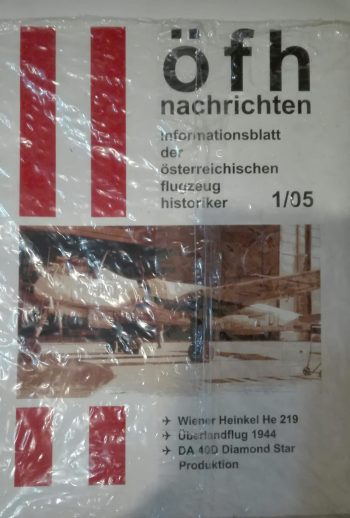 öfh
nachrichten
informationsblatt
der
österreichischen
flugzeug
historiker 1/05
Wiener Heinkel He 219
Überlandflug 1944
DA 40D Diamond Star
Produktion